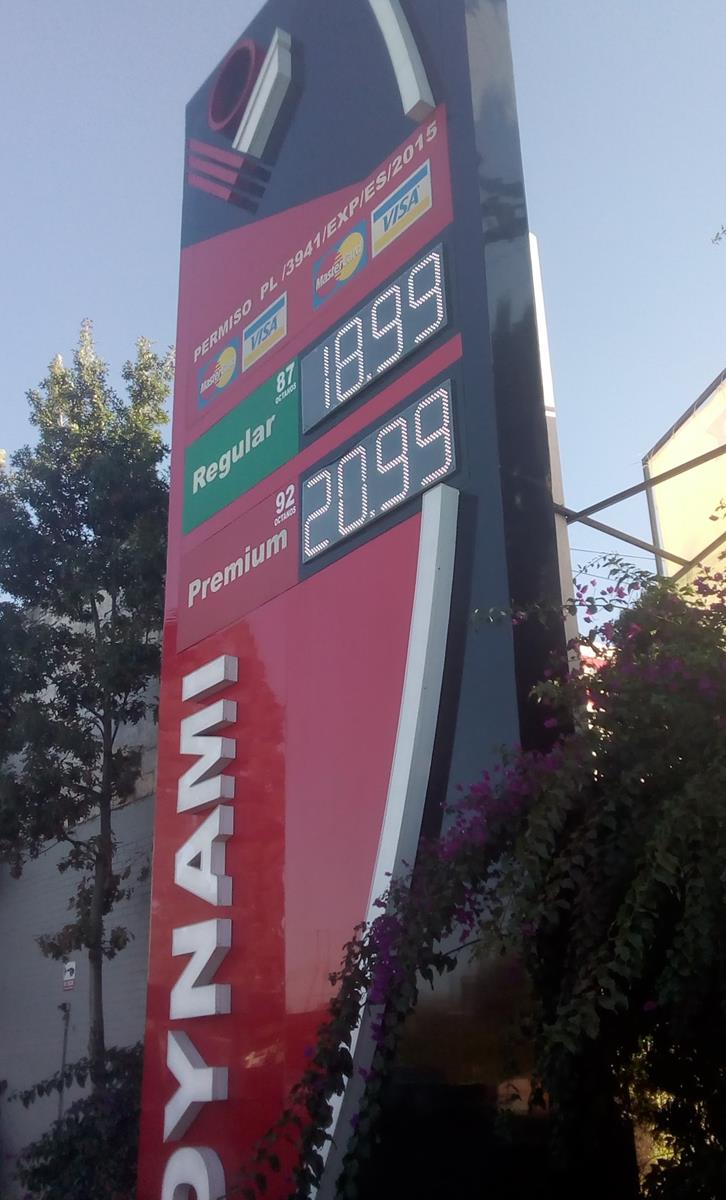 PERMISO PL /3941/EXP/ES/2015
MasterCard VISA MasterCard VISA
87
OCTANOS
Regular 18.99
92
OCTANOS
Premium 20.99
DYNAMI